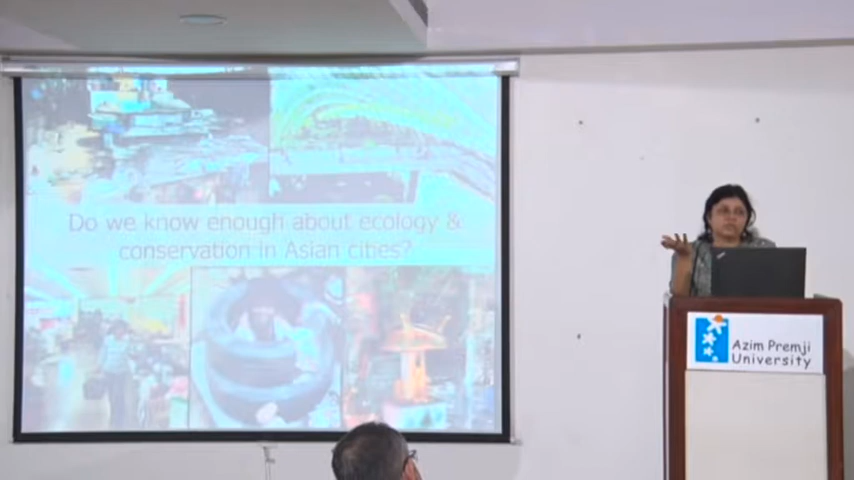 Do we know enough about ecology &
conservation in Asian cities?
Azim Premji
University